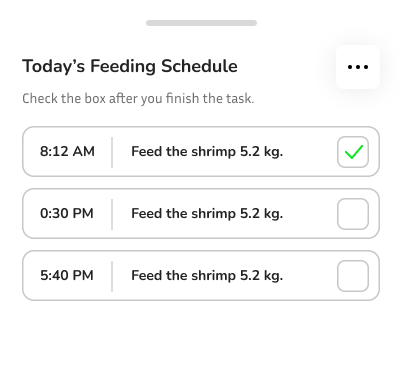 Today’s Feeding Schedule
Check the box after you finish the task.
8:12 AM Feed the shrimp 5.2 kg.
0:30 PM Feed the shrimp 5.2 kg.
5:40 PM Feed the shrimp 5.2 kg.